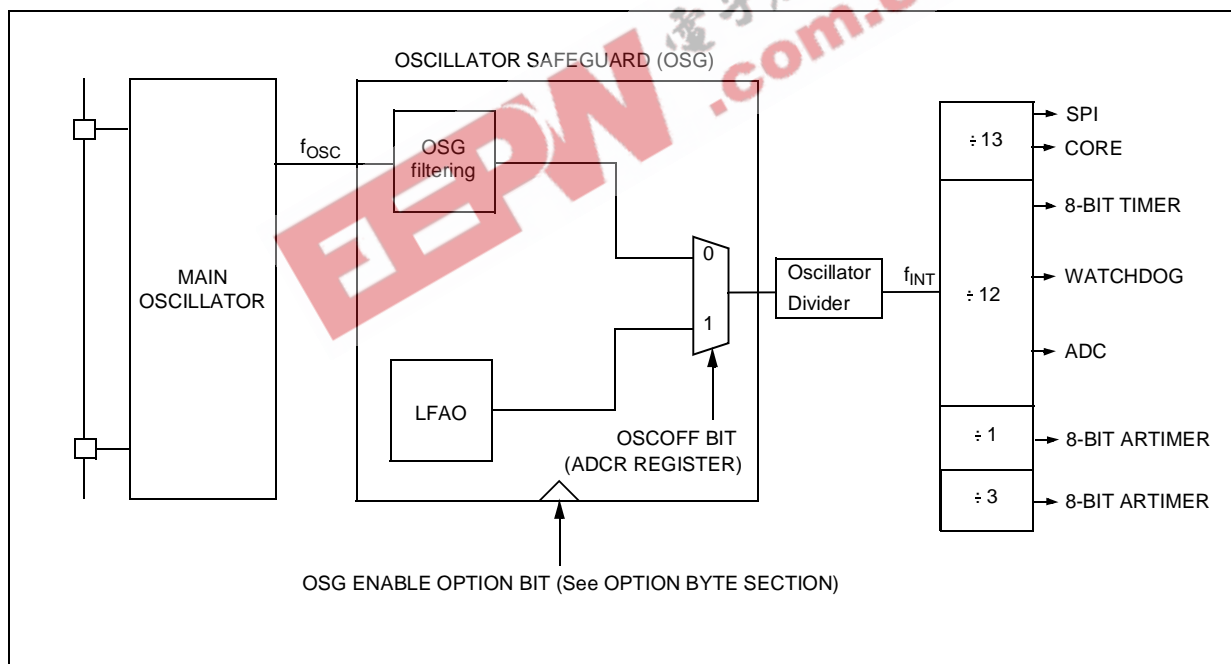 OSCILLATOR SAFEGUARD (OSG)
MAIN
OSCILLATOR
fOSC
OSG
filtering
LFAO
0
1
OSCOFF BIT
(ADCR REGISTER)
Oscillator
Divider
fINT
÷13
÷12
÷1
÷3
SPI
CORE
8-BIT TIMER
WATCHDOG
ADC
8-BIT ARTIMER
8-BIT ARTIMER
OSG ENABLE OPTION BIT (See OPTION BYTE SECTION)
EEPW
.com.c